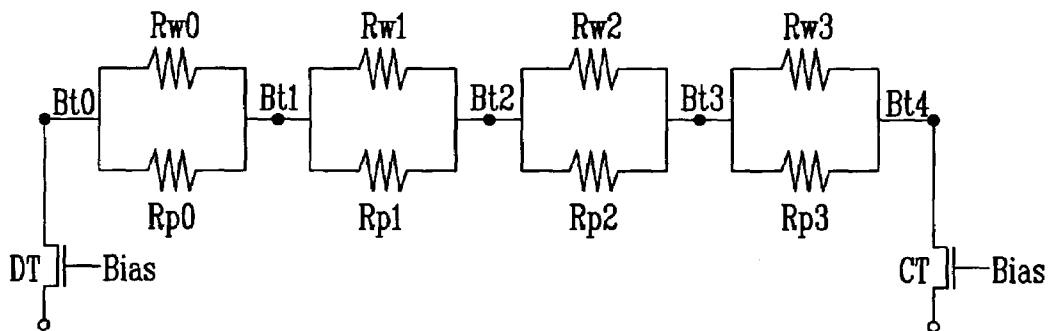 Rw0 Rw1 Rw2 Rw3
Bt0 Bt1 Bt2 Bt3 Bt4
Rp0 Rp1 Rp2 Rp3
DT Bias CT Bias